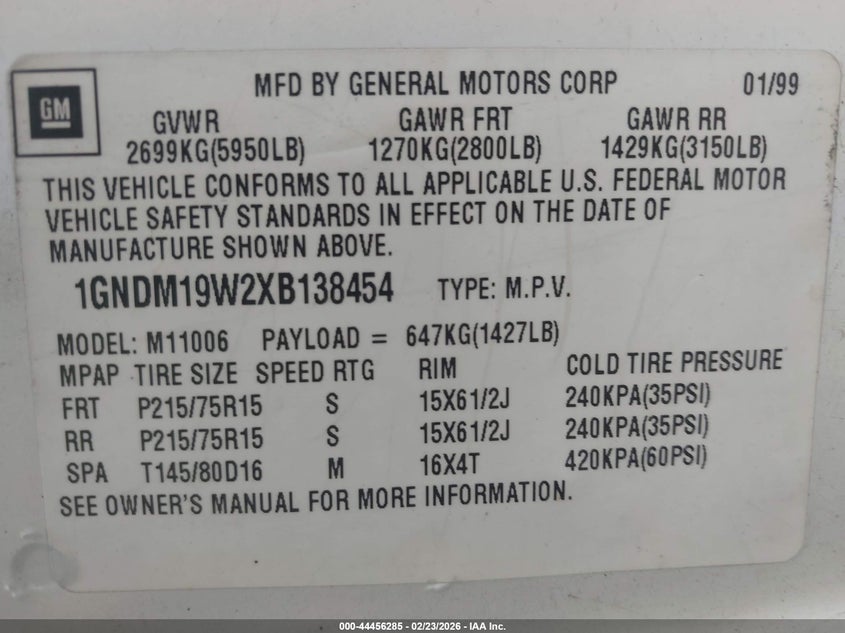 GM
MFD BY GENERAL MOTORS CORP 01/99
GVWR GAWR FRT GAWR RR
2699KG(5950LB) 1270KG(2800LB) 1429KG(3150LB)
THIS VEHICLE CONFORMS TO ALL APPLICABLE U.S. FEDERAL MOTOR
VEHICLE SAFETY STANDARDS IN EFFECT ON THE DATE OF
MANUFACTURE SHOWN ABOVE.
1GNDM19W2XB138454 TYPE: M.P.V.
MODEL: M11006 PAYLOAD = 647KG(1427LB)
MPAP TIRE SIZE SPEED RTG RIM COLD TIRE PRESSURE
FRT P215/75R15 S 15X61/2J 240KPA(35PSI)
RR P215/75R15 S 15X61/2J 240KPA(35PSI)
SPA T145/80D16 M 16X4T 420KPA(60PSI)
SEE OWNER'S MANUAL FOR MORE INFORMATION.
000-44456285 - 02/23/2026 - IAA Inc.